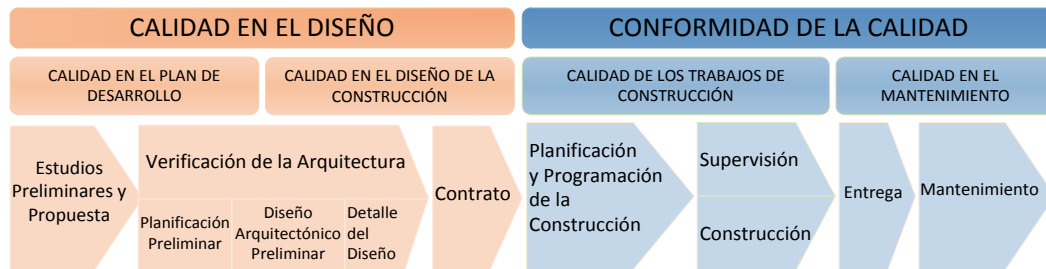 CALIDAD EN EL DISEÑO
CONFORMIDAD DE LA CALIDAD
CALIDAD EN EL PLAN DE
DESARROLLO
CALIDAD EN EL DISEÑO DE LA
CONSTRUCCIÓN
CALIDAD DE LOS TRABAJOS DE
CONSTRUCCIÓN
CALIDAD EN EL
MANTENIMIENTO
Estudios
Preliminares y
Propuesta
Verificación de la Arquitectura
Planificación
Preliminar
Diseño
Arquitectónico
Preliminar
Detalle
del
Diseño
Contrato
Planificación
y Programación
de la
Construcción
Supervisión
Construcción
Entrega
Mantenimiento